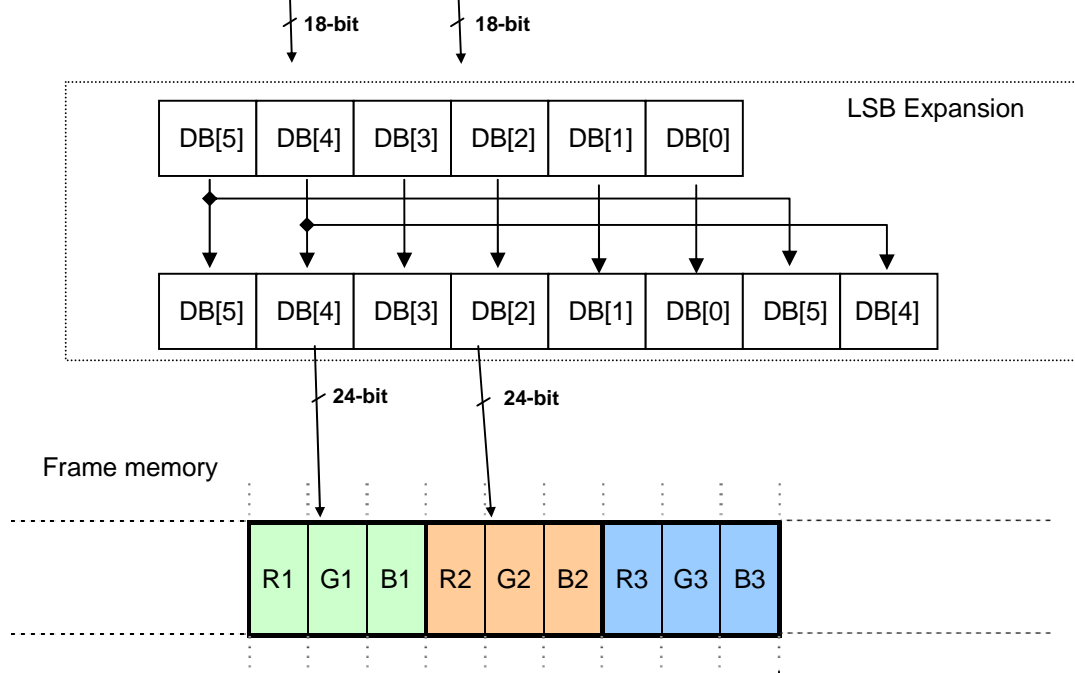 18-bit 18-bit
LSB Expansion
DB[5] DB[4] DB[3] DB[2] DB[1] DB[0]
DB[5] DB[4] DB[3] DB[2] DB[1] DB[0] DB[5] DB[4]
24-bit 24-bit
Frame memory
R1 G1 B1 R2 G2 B2 R3 G3 B3